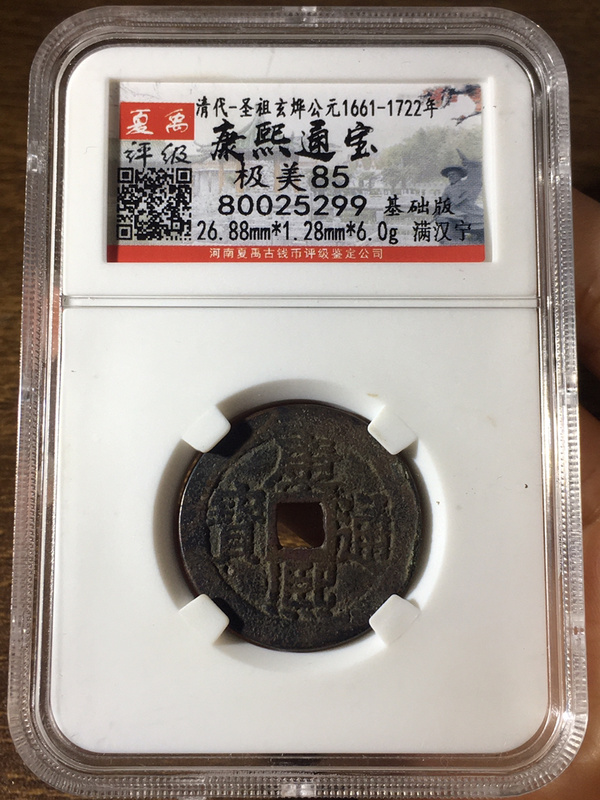 清代-圣祖玄烨公元1661-1722年
夏禹
评级
康熙通宝
极美85
80025299 基础版
26.88mm*1.28mm*6.0g 满汉宁
河南夏禹古钱币评级鉴定公司
康
寶 通
熙